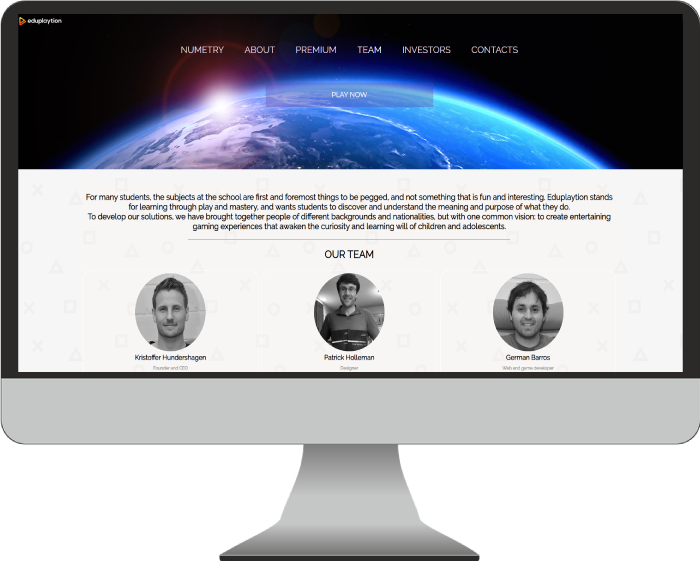 eduplaytion
NUMETRY ABOUT PREMIUM TEAM INVESTORS CONTACTS
PLAY NOW
For many students, the subjects at the school are first and foremost things to be pegged, and not something that is fun and interesting. Eduplaytion stands
for learning through play and mastery, and wants students to discover and understand the meaning and purpose of what they do.
To develop our solutions, we have brought together people of different backgrounds and nationalities, but with one common vision: to create entertaining
gaming experiences that awaken the curiosity and learning will of children and adolescents.
OUR TEAM
Kristoffer Hundershagen
Founder and CEO
Patrick Holleman
Designer
German Barros
Web and game developer